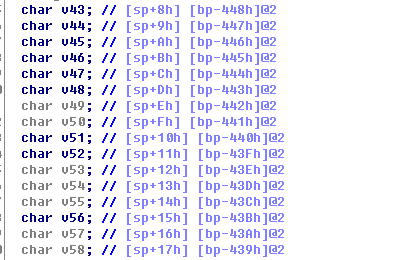 char v43; // [sp+8h] [bp-448h]@2
char v44; // [sp+9h] [bp-447h]@2
char v45; // [sp+Ah] [bp-446h]@2
char v46; // [sp+Bh] [bp-445h]@2
char v47; // [sp+Ch] [bp-444h]@2
char v48; // [sp+Dh] [bp-443h]@2
char v49; // [sp+Eh] [bp-442h]@2
char v50; // [sp+Fh] [bp-441h]@2
char v51; // [sp+10h] [bp-440h]@2
char v52; // [sp+11h] [bp-43Fh]@2
char v53; // [sp+12h] [bp-43Eh]@2
char v54; // [sp+13h] [bp-43Dh]@2
char v55; // [sp+14h] [bp-43Ch]@2
char v56; // [sp+15h] [bp-43Bh]@2
char v57; // [sp+16h] [bp-43Ah]@2
char v58; // [sp+17h] [bp-439h]@2